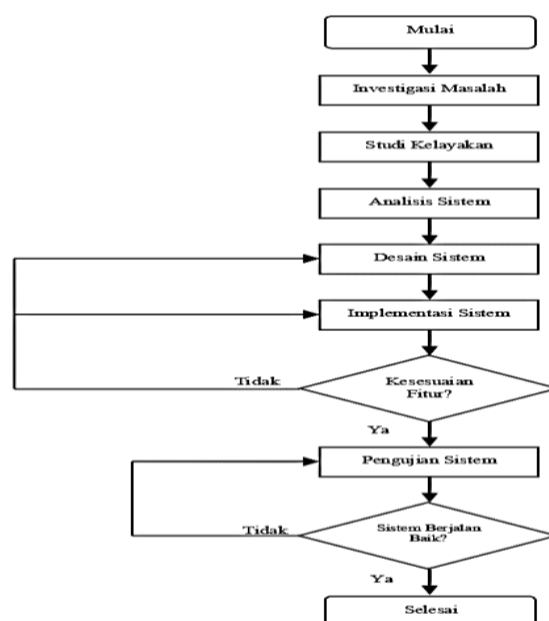 Mulai
Investigasi Masalah
Studi Kelayakan
Analisis Sistem
Desain Sistem
Implementasi Sistem
Tidak
Kesesuaian
Fitur?
Ya
Pengujian Sistem
Tidak
Sistem Berjalan
Baik?
Ya
Selesai